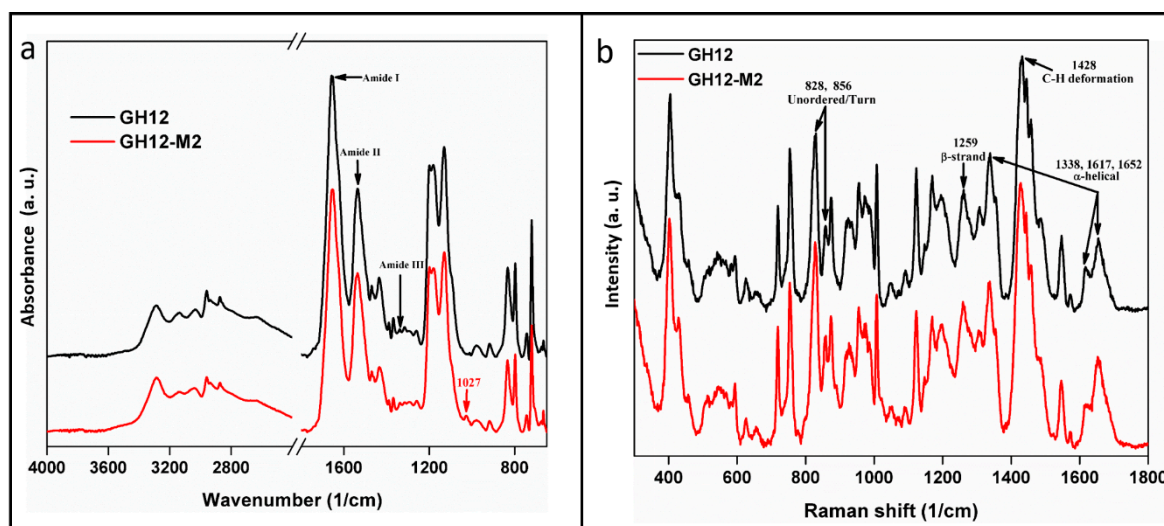 a
GH12
GH12-M2
Amide I
Amide II
Amide III
1027
Absorbance (a. u.)
4000
3600
3200
2800
1600
1200
800
Wavenumber (1/cm)
b
GH12
GH12-M2
828, 856
Unordered/Turn
1259
β-strand
1428
C-H deformation
1338, 1617, 1652
α-helical
Intensity (a. u.)
400
600
800
1000
1200
1400
1600
1800
Raman shift (1/cm)